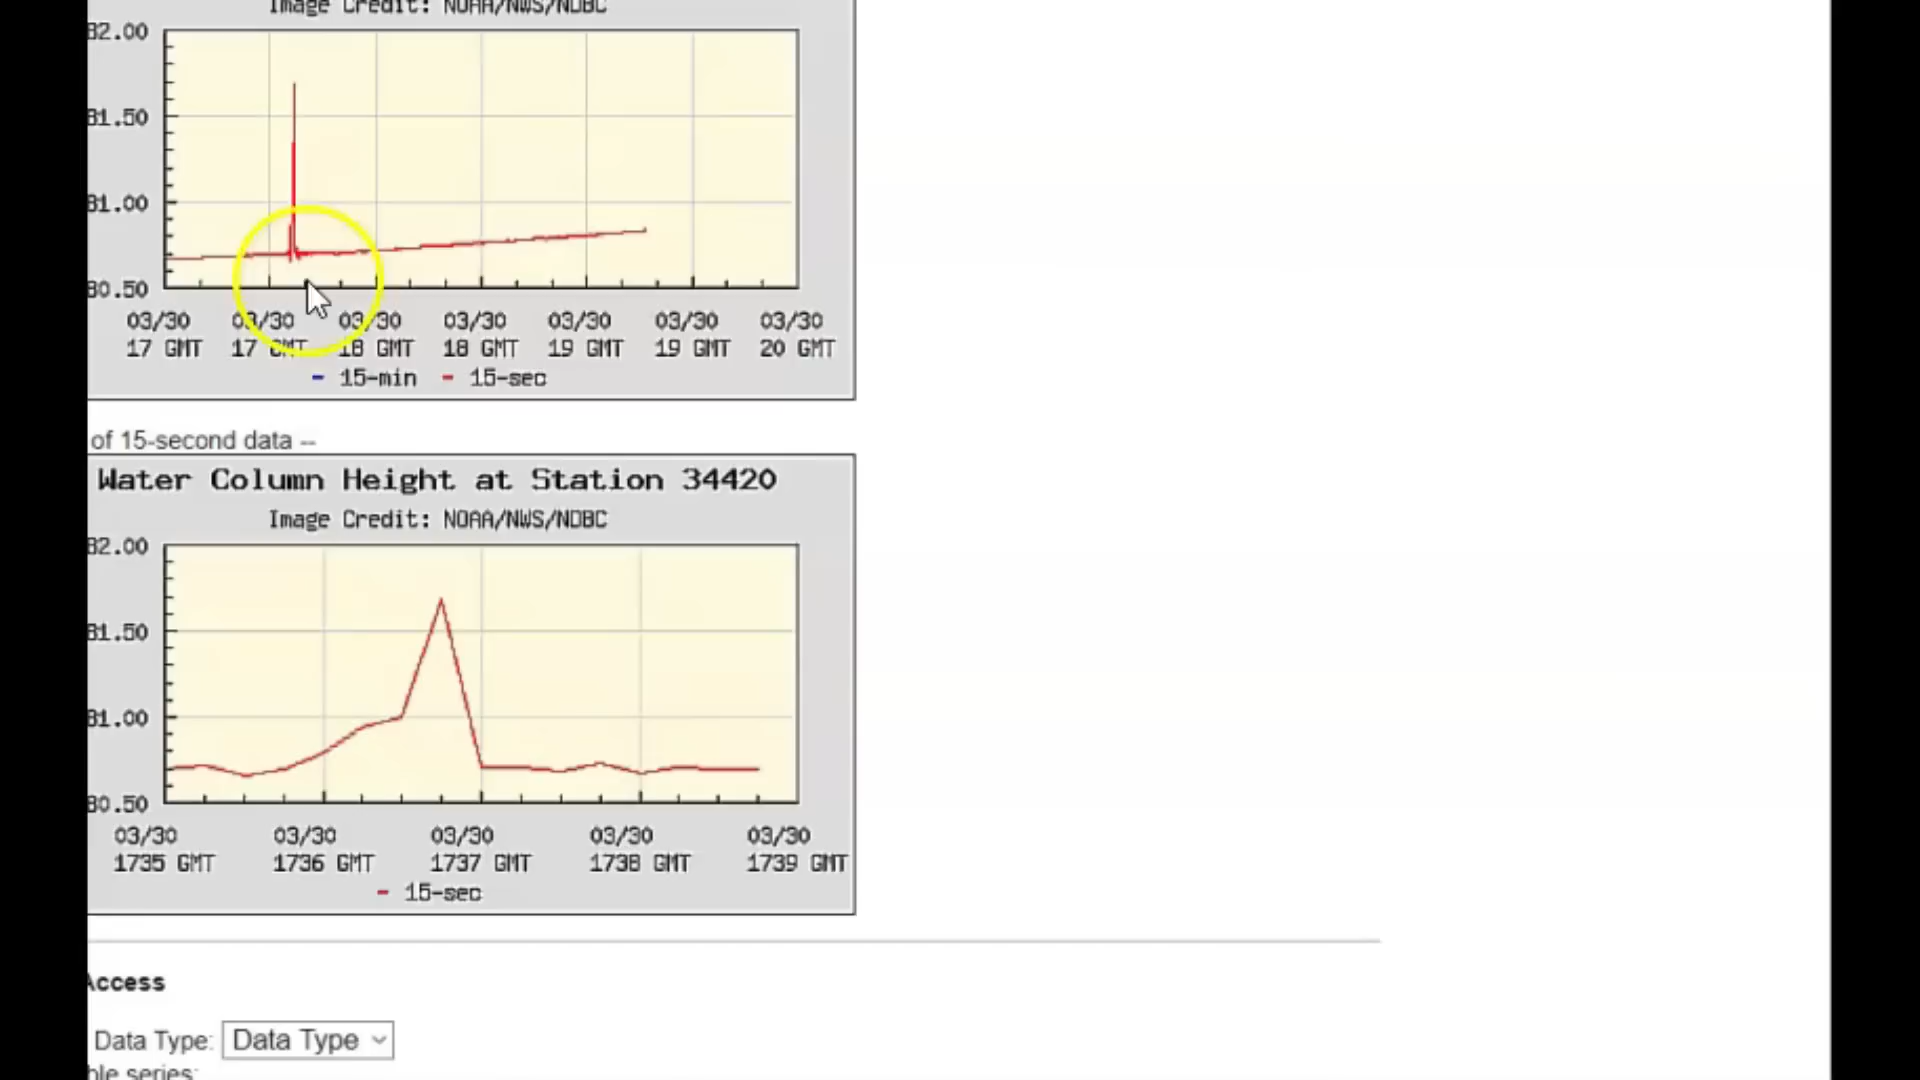 Image Credit: NOAA/NWS/NDBC
82.00
81.50
81.00
80.50
03/30 03/30 03/30 03/30 03/30 03/30 03/30
17 GMT 17 GMT 18 GMT 18 GMT 19 GMT 19 GMT 20 GMT
15-min 15-sec
of 15-second data --
Water Column Height at Station 34420
Image Credit: NOAA/NWS/NDBC
82.00
81.50
81.00
80.50
03/30 03/30 03/30 03/30 03/30
1735 GMT 1736 GMT 1737 GMT 1738 GMT 1739 GMT
15-sec
Access
Data Type: Data Type
ble series: